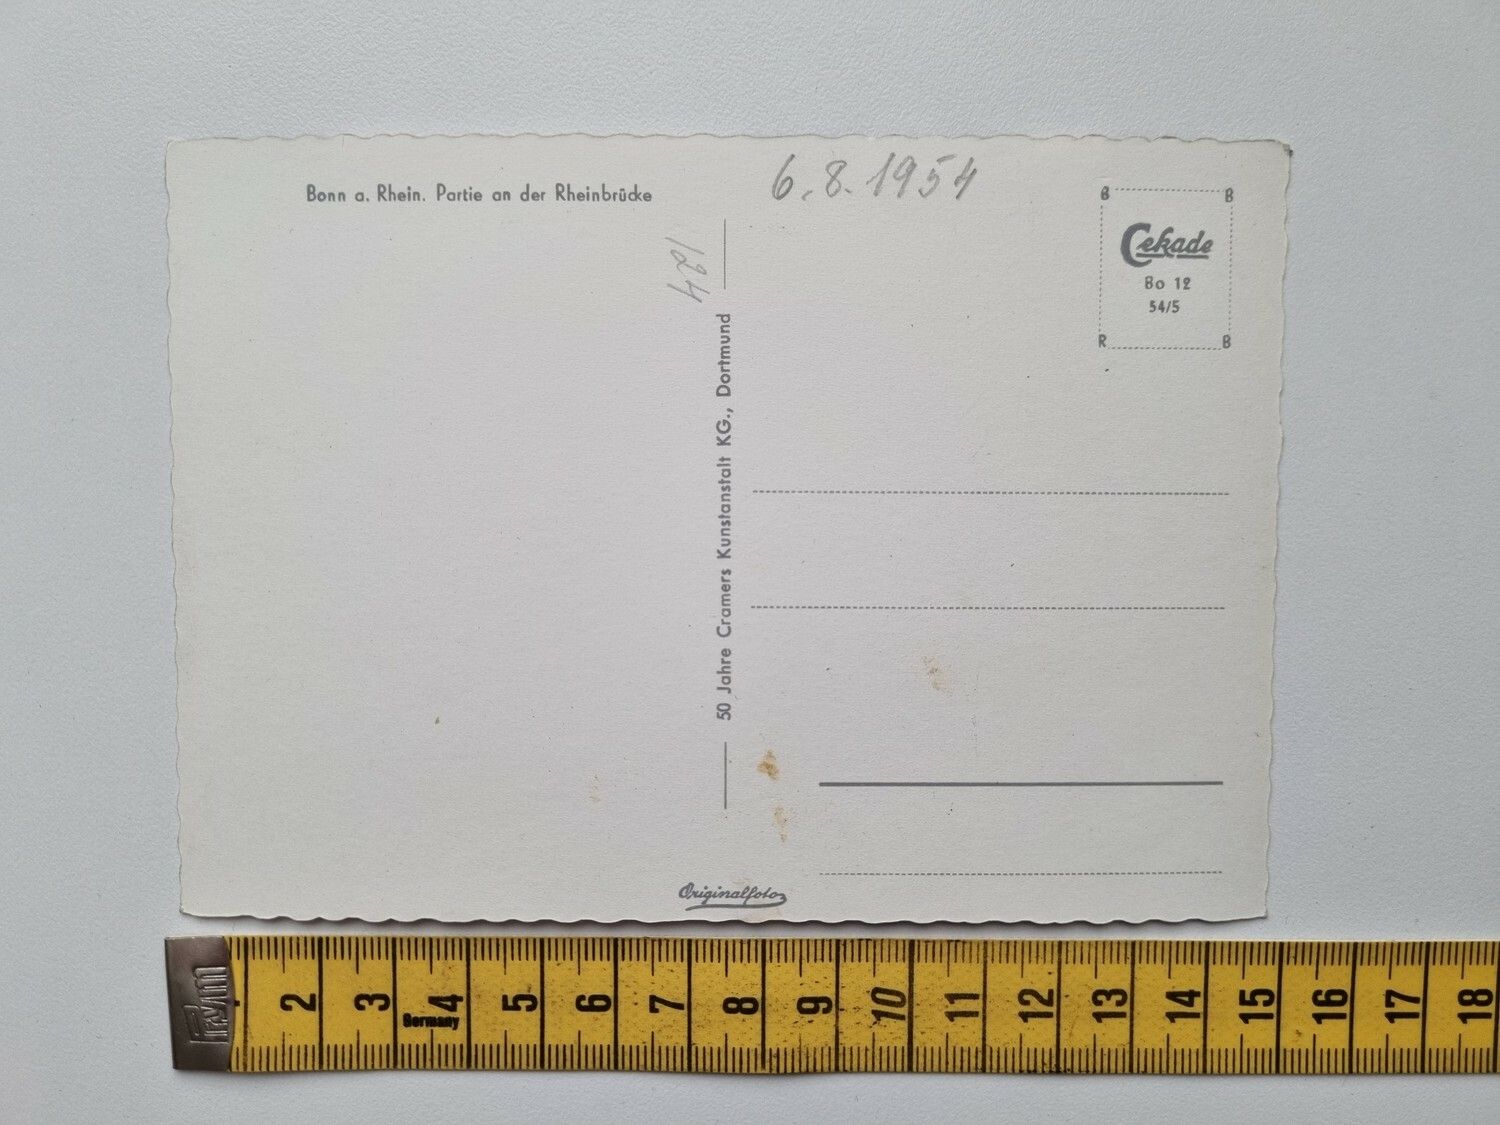 Bonn a. Rhein. Partie an der Rheinbrücke
6.8.1954
124
50 Jahre Cramers Kunstanstalt KG., Dortmund
B B
Cekade
Bo 12
54/5
R B
Originalfoto
Prym
2 3 4 5 6 7 8 9 10 11 12 13 14 15 16 17 18
Germany